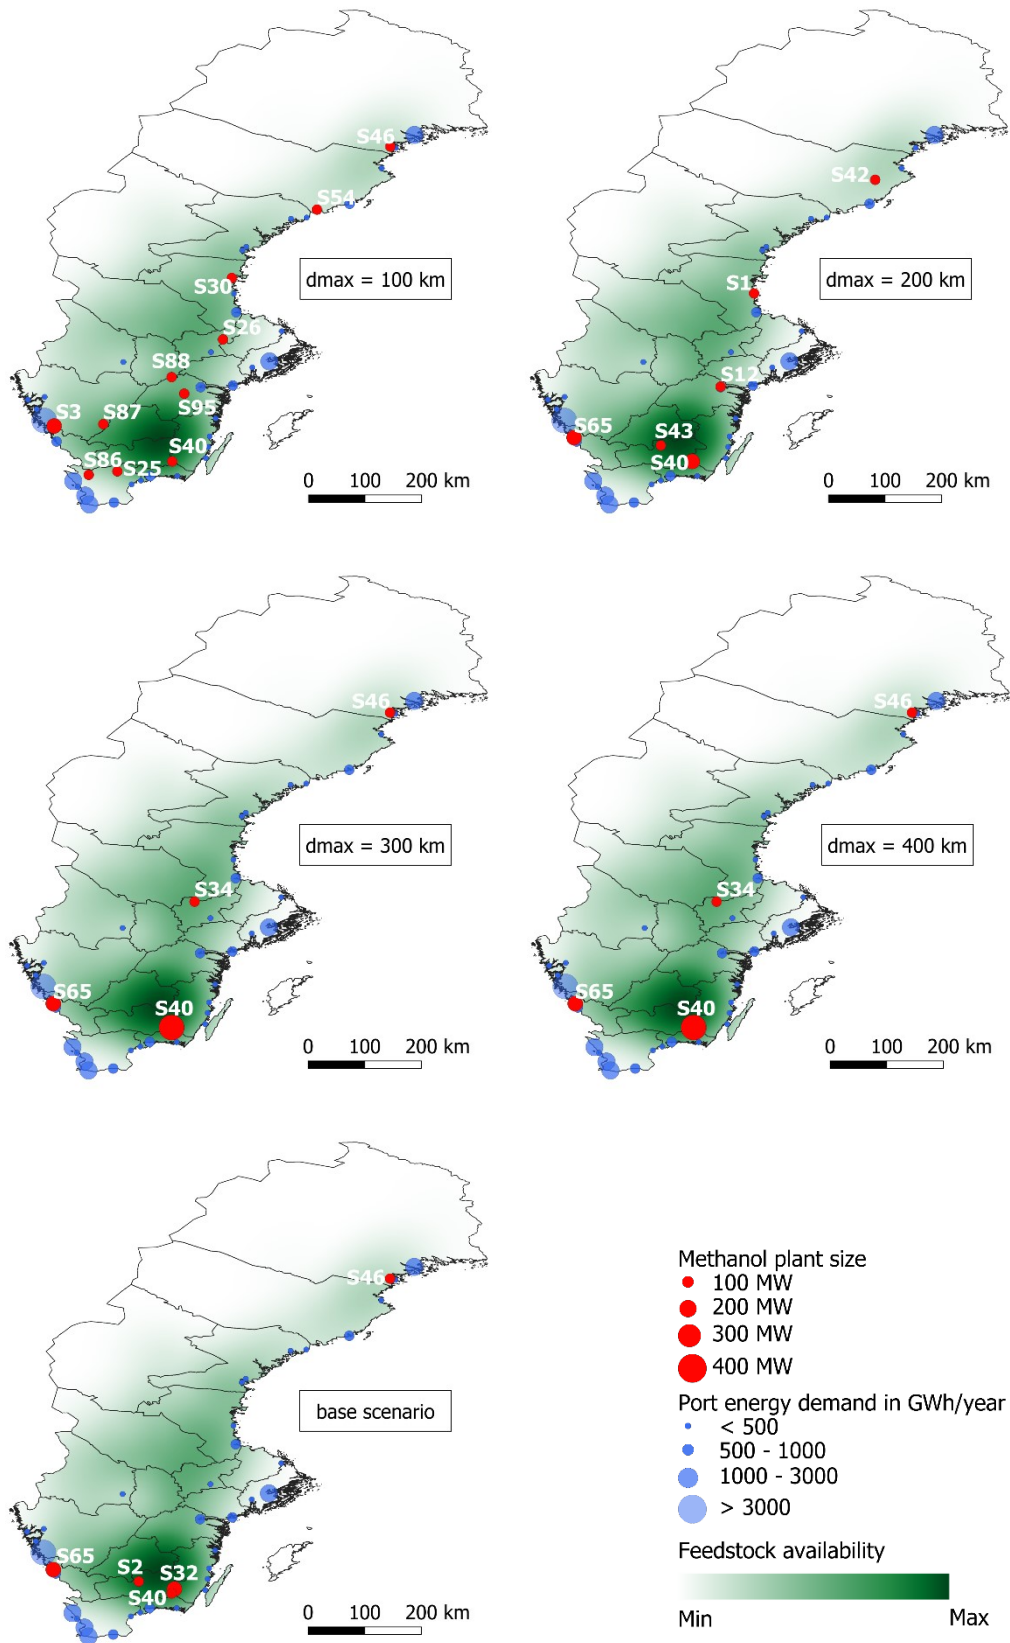 S46
S54
dmax = 100 km
S30
S26
S88
S95
S3
S87
S40
S86
S25
0 100 200 km
S42
dmax = 200 km
S1
S12
S65
S43
S40
0 100 200 km
S46
dmax = 300 km
S34
S65
S40
0 100 200 km
S46
dmax = 400 km
S34
S65
S40
0 100 200 km
S46
base scenario
S65
S2
S32
S40
0 100 200 km
Methanol plant size
100 MW
200 MW
300 MW
400 MW
Port energy demand in GWh/year
< 500
500 - 1000
1000 - 3000
> 3000
Feedstock availability
Min Max